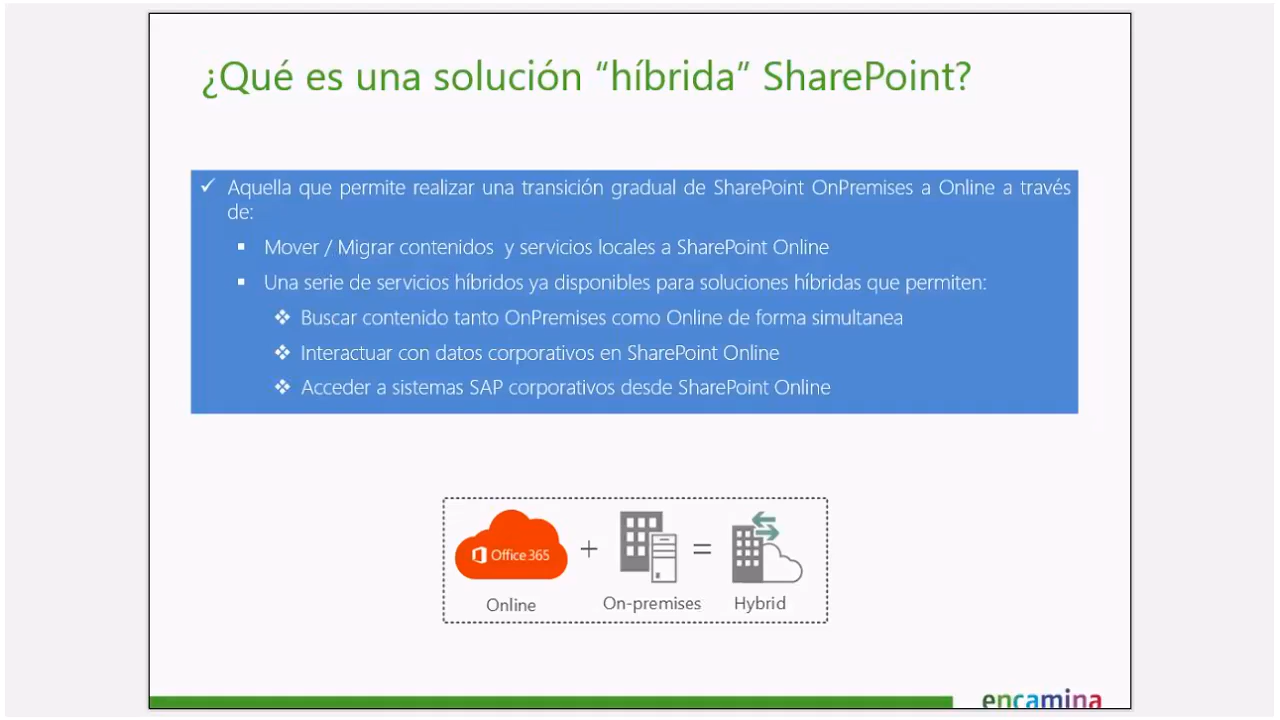 ¿Qué es una solución “híbrida” SharePoint?
Aquella que permite realizar una transición gradual de SharePoint OnPremises a Online a través
de:
Mover / Migrar contenidos y servicios locales a SharePoint Online
Una serie de servicios híbridos ya disponibles para soluciones híbridas que permiten:
Buscar contenido tanto OnPremises como Online de forma simultanea
Interactuar con datos corporativos en SharePoint Online
Acceder a sistemas SAP corporativos desde SharePoint Online
Office 365
+ =
Online On-premises Hybrid
encamina